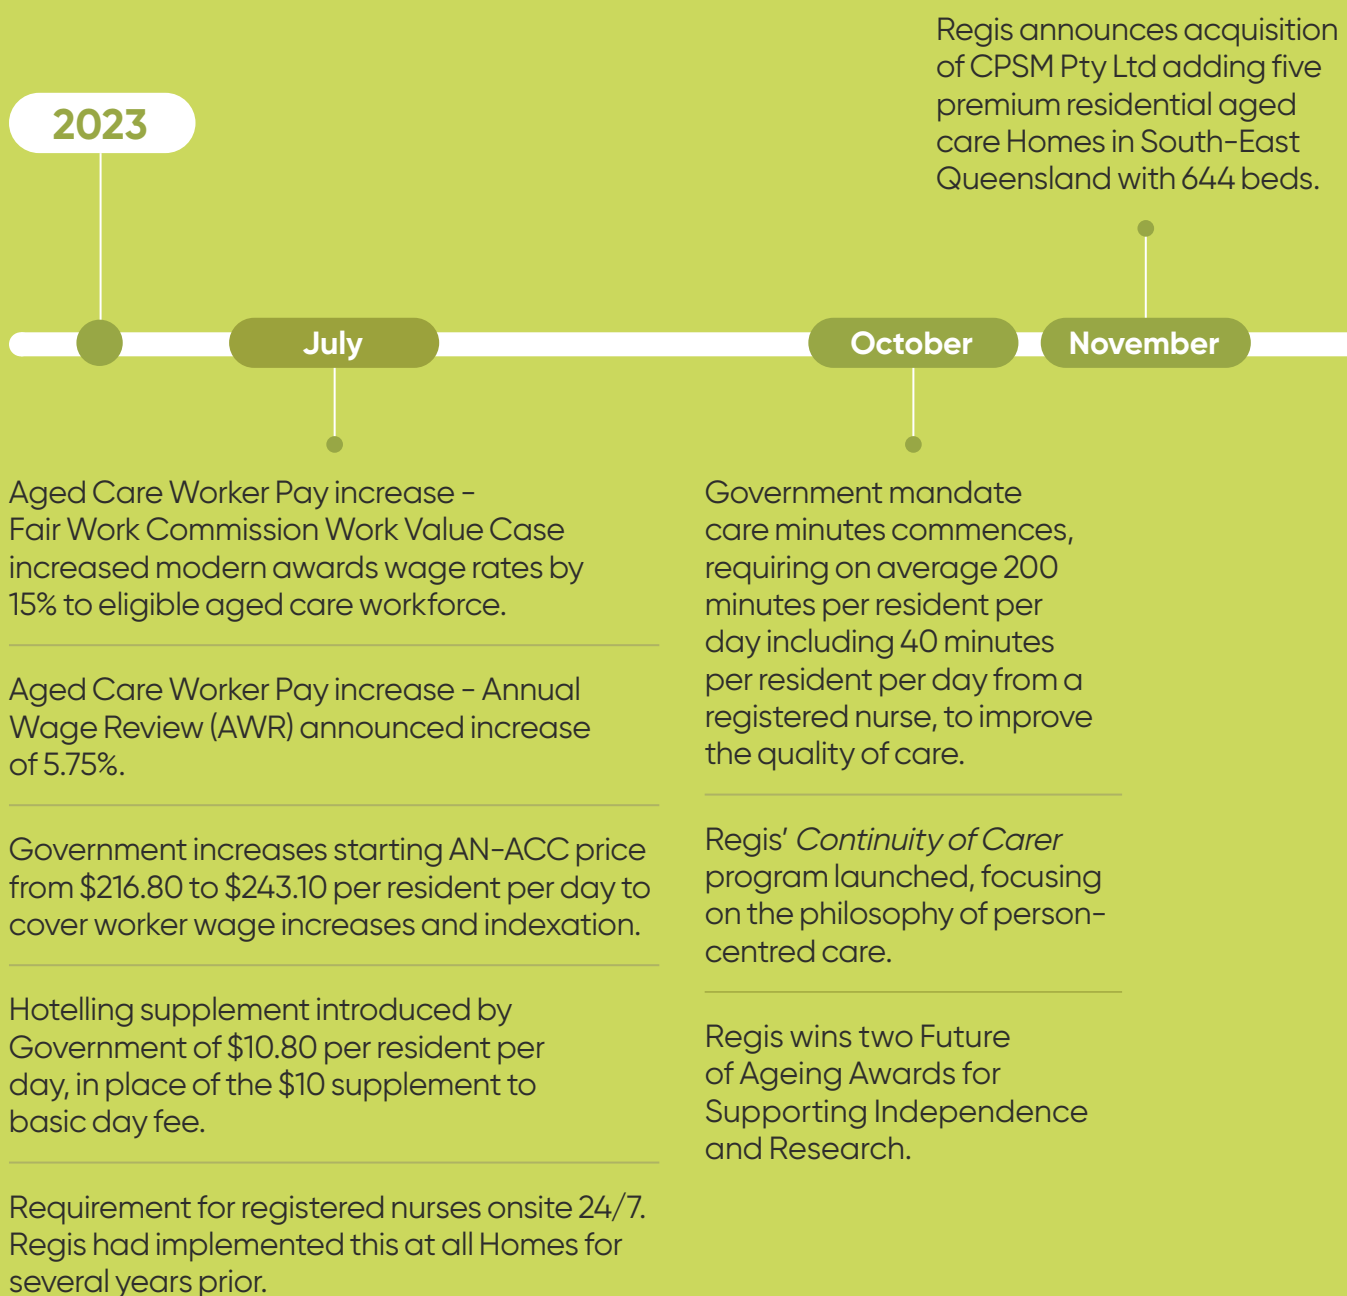 2023
Regis announces acquisition
of CPSM Pty Ltd adding five
premium residential aged
care Homes in South-East
Queensland with 644 beds.
July
October
November
Aged Care Worker Pay increase -
Fair Work Commission Work Value Case
increased modern awards wage rates by
15% to eligible aged care workforce.
Aged Care Worker Pay increase - Annual
Wage Review (AWR) announced increase
of 5.75%.
Government increases starting AN-ACC price
from $216.80 to $243.10 per resident per day to
cover worker wage increases and indexation.
Hotelling supplement introduced by
Government of $10.80 per resident per
day, in place of the $10 supplement to
basic day fee.
Requirement for registered nurses onsite 24/7.
Regis had implemented this at all Homes for
several years prior.
Government mandate
care minutes commences,
requiring on average 200
minutes per resident per
day including 40 minutes
per resident per day from a
registered nurse, to improve
the quality of care.
Regis' Continuity of Carer
program launched, focusing
on the philosophy of person-
centred care.
Regis wins two Future
of Ageing Awards for
Supporting Independence
and Research.